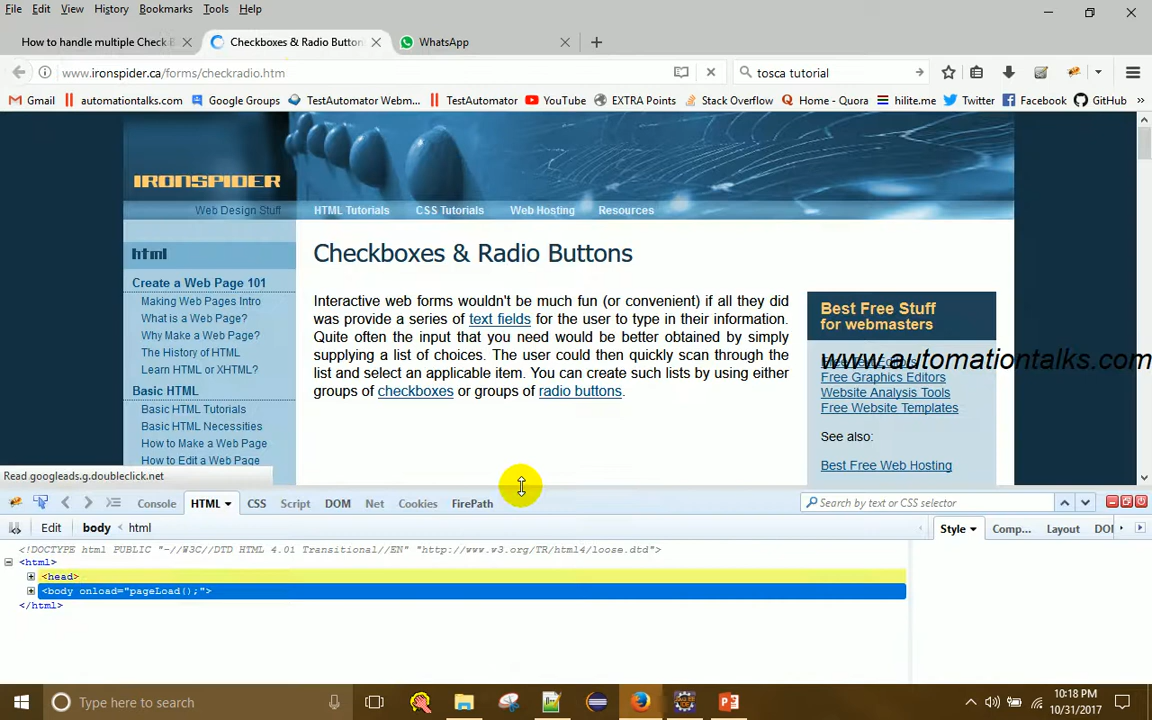 File Edit View History Bookmarks Tools Help
How to handle multiple Check B
Checkboxes & Radio Button
WhatsApp
www.ironspider.ca/forms/checkradio.htm
tosca tutorial
Gmail automationtalks.com Google Groups TestAutomator Webm... TestAutomator YouTube EXTRA Points Stack Overflow Home - Quora hilite.me Twitter Facebook GitHub »
IRONSPIDER
Web Design Stuff HTML Tutorials CSS Tutorials Web Hosting Resources
html
Create a Web Page 101
Making Web Pages Intro
What is a Web Page?
Why Make a Web Page?
The History of HTML
Learn HTML or XHTML?
Basic HTML
Basic HTML Tutorials
Basic HTML Necessities
How to Make a Web Page
How to Edit a Web Page
Checkboxes & Radio Buttons
Interactive web forms wouldn't be much fun (or convenient) if all they did
was provide a series of text fields for the user to type in their information.
Quite often the input that you need would be better obtained by simply
supplying a list of choices. The user could then quickly scan through the
list and select an applicable item. You can create such lists by using either
groups of checkboxes or groups of radio buttons.
Best Free Stuff
for webmasters
www.automationtalks.com
Free Graphics Editors
Website Analysis Tools
Free Website Templates
See also:
Best Free Web Hosting
Read googleads.g.doubleclick.net
Console HTML CSS Script DOM Net Cookies FirePath
Search by text or CSS selector
Edit body < html
Style Comp... Layout DOI
<!DOCTYPE html PUBLIC "-//W3C//DTD HTML 4.01 Transitional//EN" "http://www.w3.org/TR/html4/loose.dtd">
<html>
<head>
<body onload="pageLoad();">
</html>
Type here to search
10:18 PM
10/31/2017